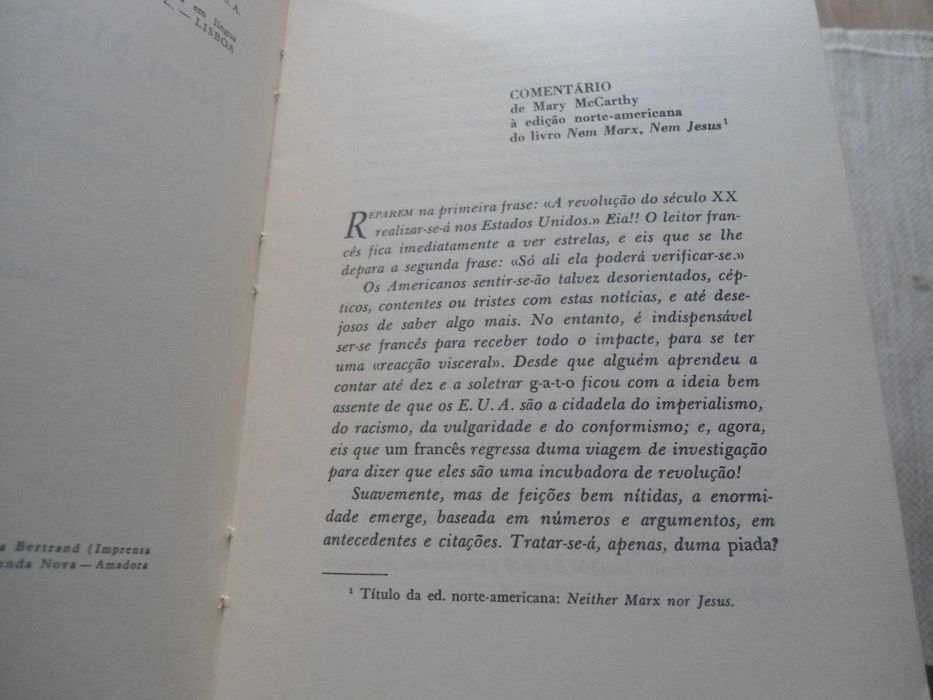 S. A.
em língua
L. — LISBOA
a Bertrand (Imprensa
enda Nova — Amadora
COMENTÁRIO
de Mary McCarthy
à edição norte-americana
do livro Nem Marx, Nem Jesus¹
REPAREM na primeira frase: «A revolução do século XX
realizar-se-á nos Estados Unidos.» Eia!! O leitor fran-
cês fica imediatamente a ver estrelas, e eis que se lhe
depara a segunda frase: «Só ali ela poderá verificar-se.»
Os Americanos sentir-se-ão talvez desorientados, cép-
ticos, contentes ou tristes com estas notícias, e até dese-
josos de saber algo mais. No entanto, é indispensável
ser-se francês para receber todo o impacte, para se ter
uma «reacção visceral». Desde que alguém aprendeu a
contar até dez e a soletrar g-a-t-o ficou com a ideia bem
assente de que os E. U. A. são a cidadela do imperialismo,
do racismo, da vulgaridade e do conformismo; e, agora,
eis que um francês regressa duma viagem de investigação
para dizer que eles são uma incubadora de revolução!
Suavemente, mas de feições bem nítidas, a enormi-
dade emerge, baseada em números e argumentos, em
antecedentes e citações. Tratar-se-á, apenas, duma piada?
¹ Título da ed. norte-americana: Neither Marx nor Jesus.